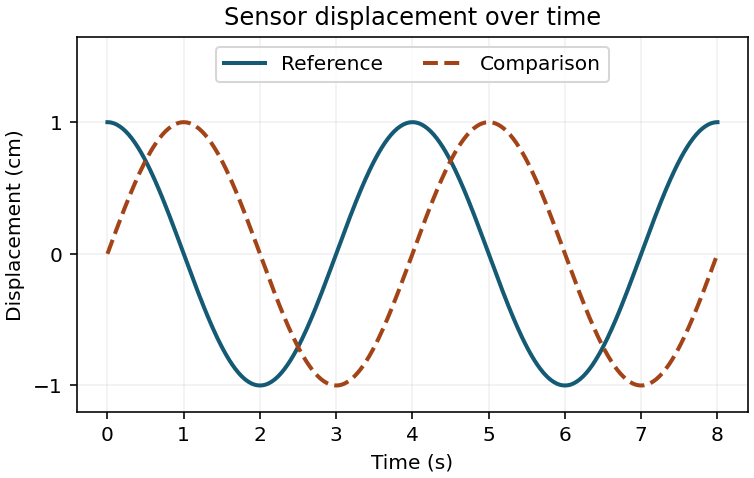 Sensor displacement over time
Reference Comparison
Displacement (cm)
1
0
−1
0 1 2 3 4 5 6 7 8
Time (s)